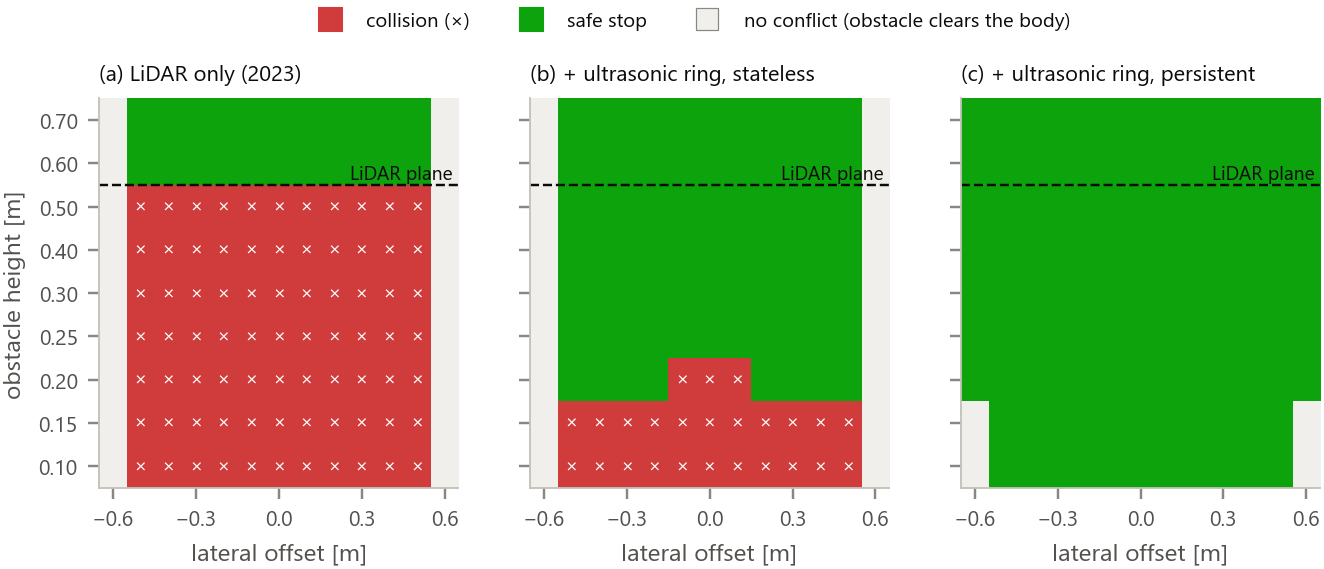 collision (×) safe stop no conflict (obstacle clears the body)
(a) LiDAR only (2023)
(b) + ultrasonic ring, stateless
(c) + ultrasonic ring, persistent
obstacle height [m]
0.70
0.60
0.50
0.40
0.30
0.25
0.20
0.15
0.10
LiDAR plane
LiDAR plane
LiDAR plane
−0.6 −0.3 0.0 0.3 0.6
−0.6 −0.3 0.0 0.3 0.6
−0.6 −0.3 0.0 0.3 0.6
lateral offset [m]
lateral offset [m]
lateral offset [m]